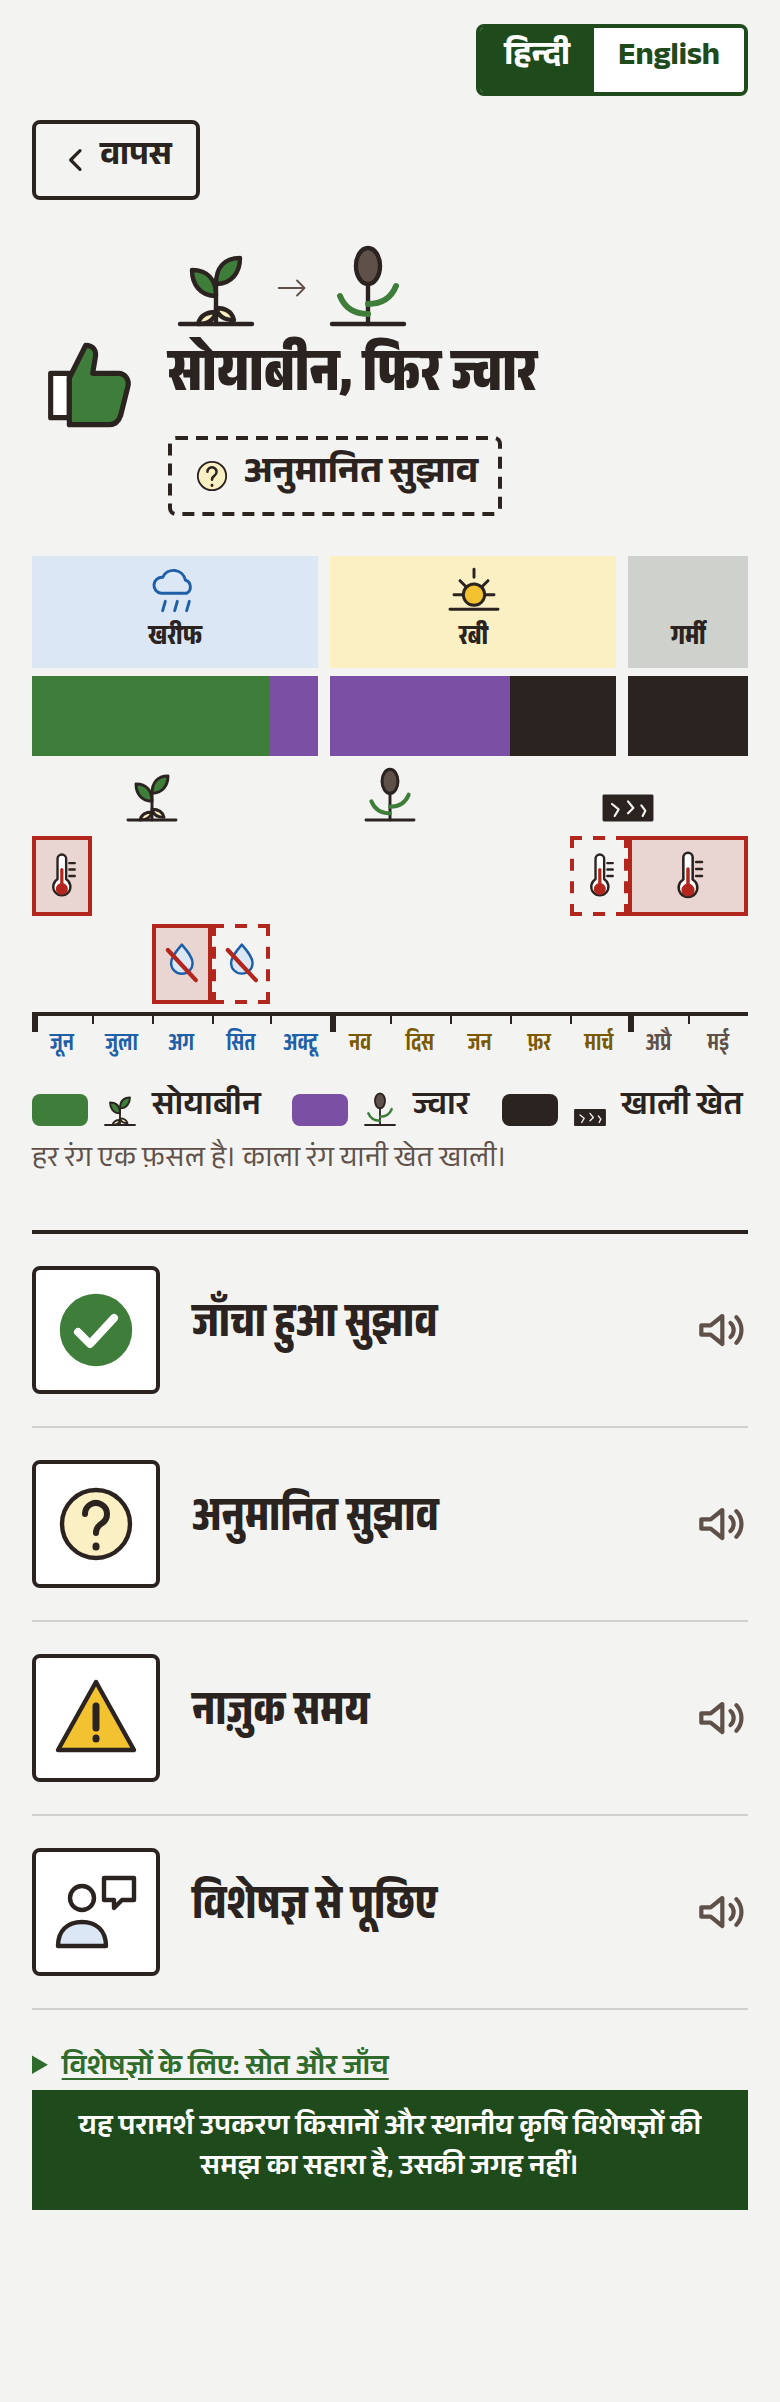 हिन्दी English
वापस
सोयाबीन, फिर ज्वार
अनुमानित सुझाव
खरीफ रबी गर्मी
जून जुला अग सित अक्टू नव दिस जन फ़र मार्च अप्रै मई
सोयाबीन ज्वार खाली खेत
हर रंग एक फ़सल है। काला रंग यानी खेत खाली।
जाँचा हुआ सुझाव
अनुमानित सुझाव
नाज़ुक समय
विशेषज्ञ से पूछिए
विशेषज्ञों के लिए: स्रोत और जाँच
यह परामर्श उपकरण किसानों और स्थानीय कृषि विशेषज्ञों की
समझ का सहारा है, उसकी जगह नहीं।